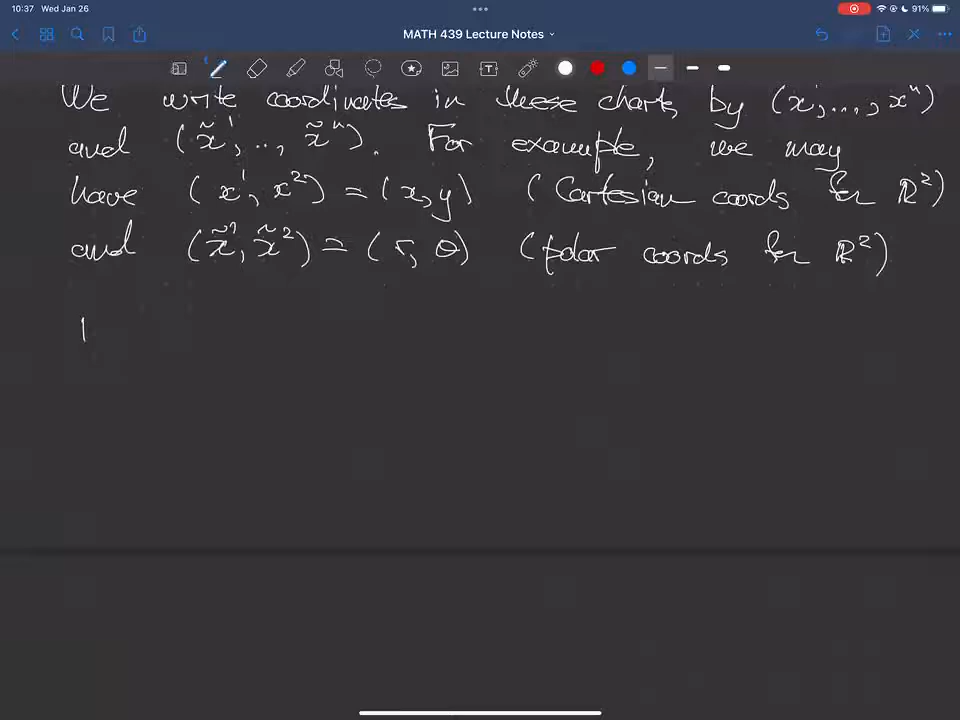 10:37 Wed Jan 26
91%
MATH 439 Lecture Notes
T
We write coordinates in these charts by (x¹, ..., xⁿ)
and (x̃¹, .., x̃ⁿ). For example, we may
have (x¹, x²) = (x, y) (Cartesian coords for ℝ²)
and (x̃¹, x̃²) = (r, θ) (polar coords for ℝ²)